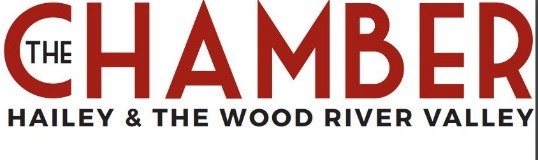 THE CHAMBER
HAILEY & THE WOOD RIVER VALLEY